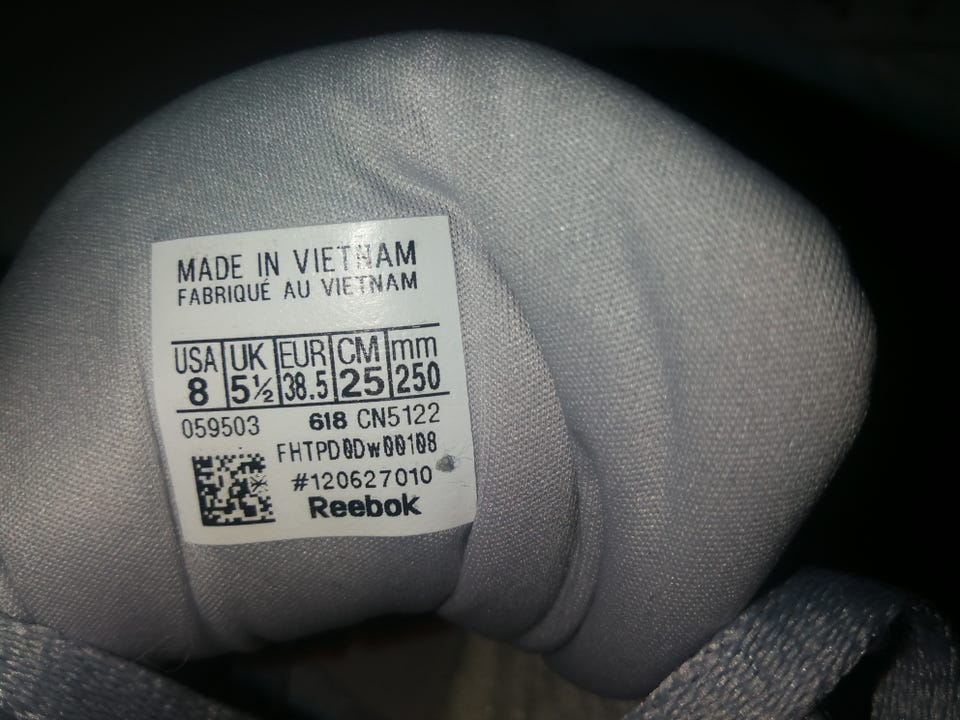 MADE IN VIETNAM
FABRIQUÉ AU VIETNAM
USA UK EUR CM mm
8 5½ 38.5 25 250
059503 618 CN5122
FHTPD0Dw00108
#120627010
Reebok